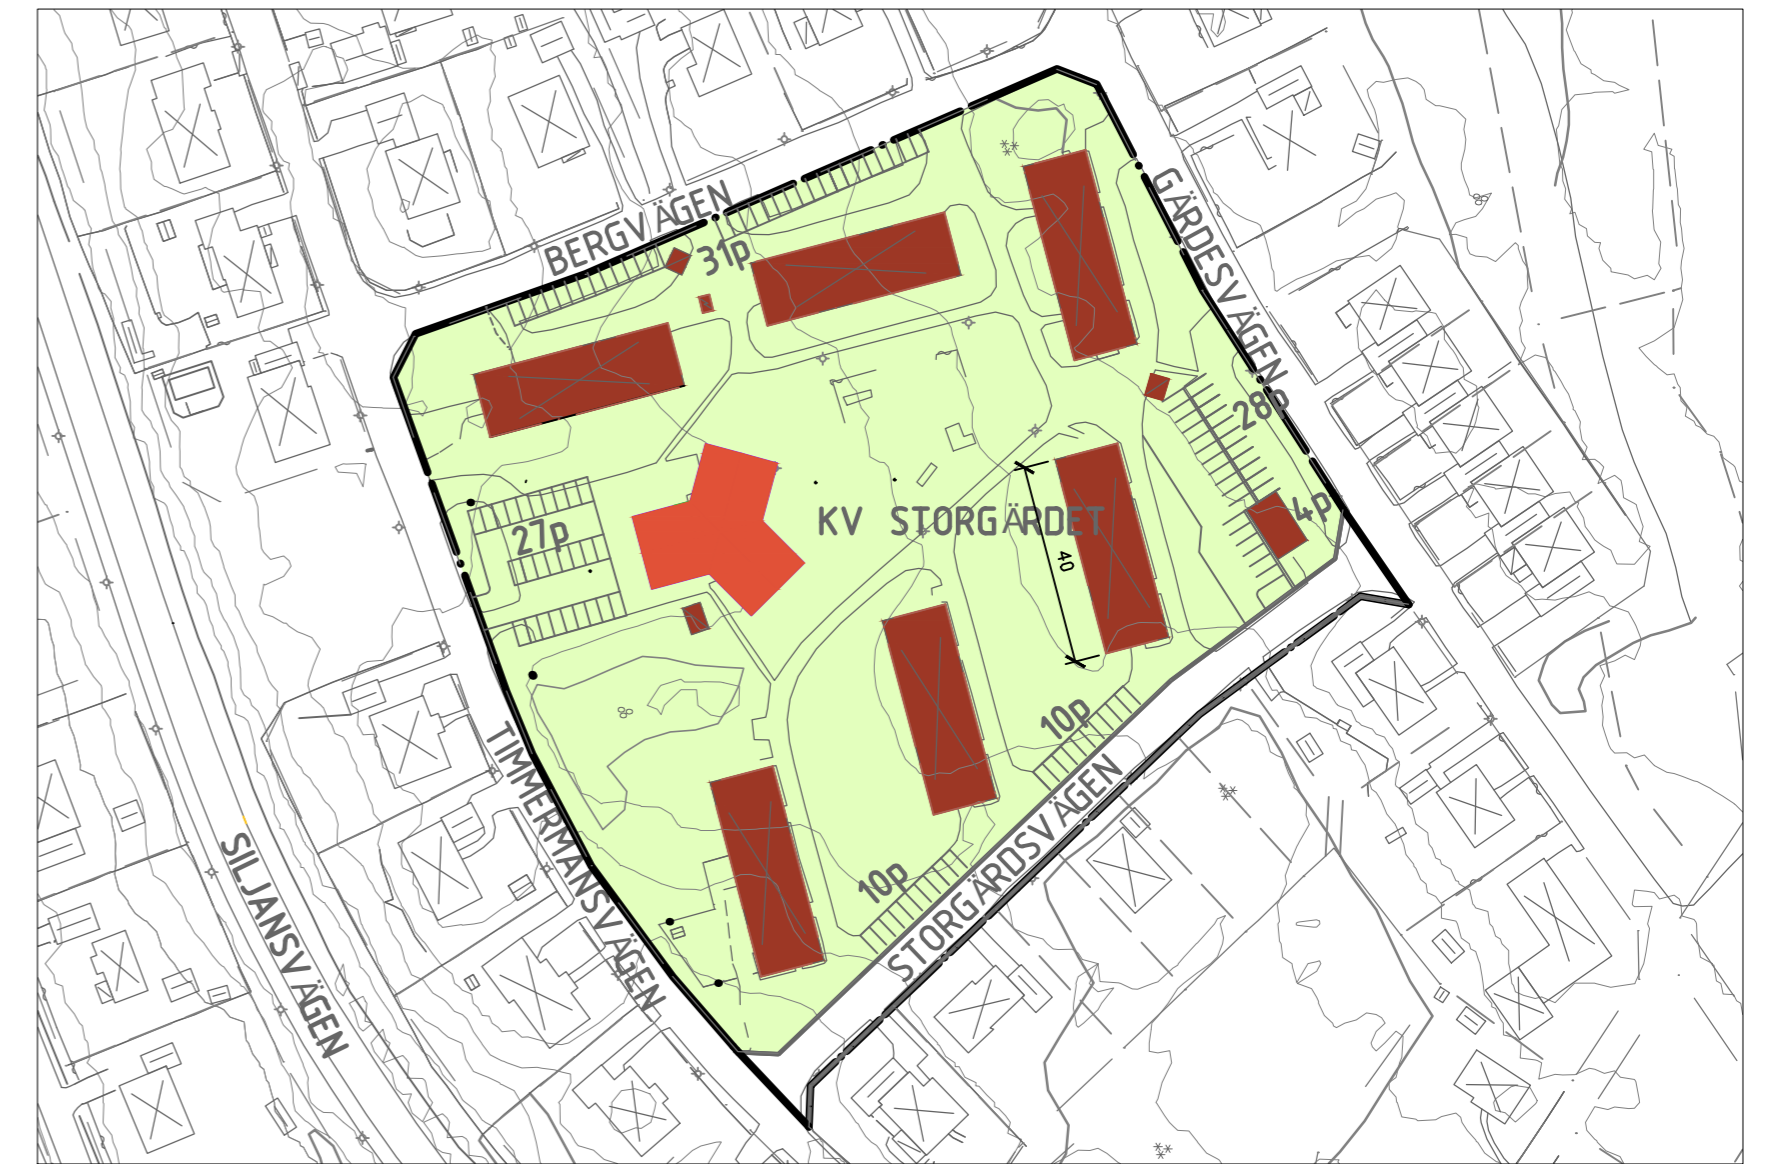 BERGVÄGEN
31p
GÄRDESVÄGEN
28p
4p
27p
KV STORGÄRDET
40
10p
10p
TIMMERMANSVÄGEN
STORGÄRDSVÄGEN
SILJANSVÄGEN